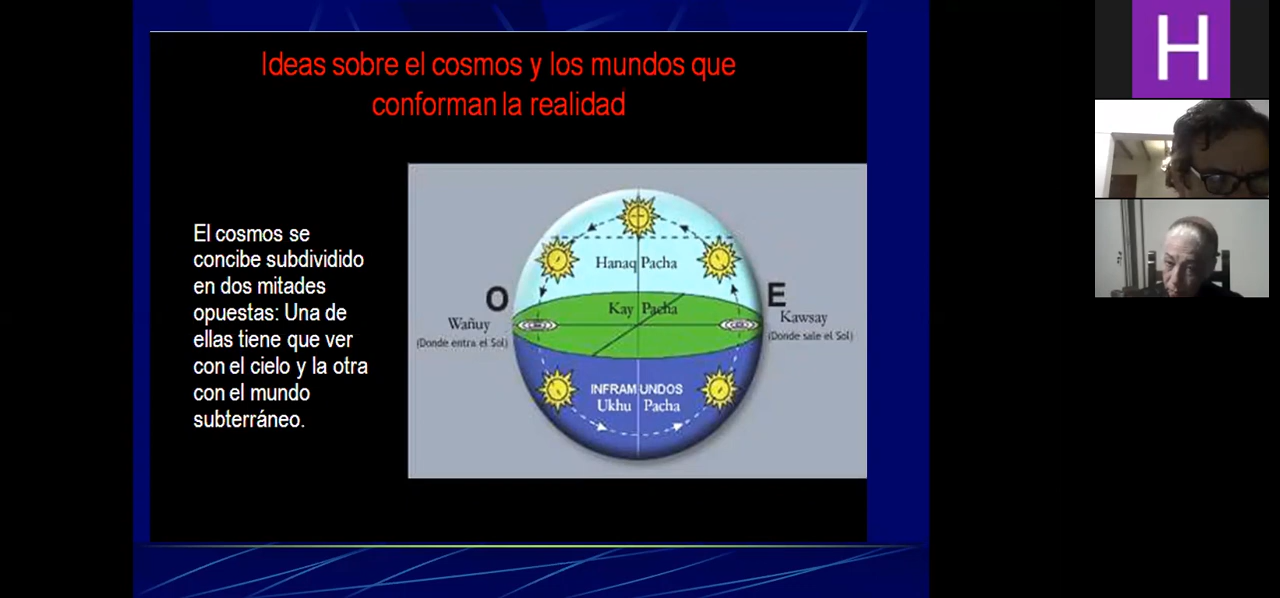 Ideas sobre el cosmos y los mundos que
conforman la realidad
El cosmos se
concibe subdividido
en dos mitades
opuestas: Una de
ellas tiene que ver
con el cielo y la otra
con el mundo
subterráneo.
Hanaq Pacha
Kay Pacha
O
Wañuy
(Donde entra el Sol)
E
Kawsay
(Donde sale el Sol)
INFRAMUNDOS
Ukhu Pacha
H